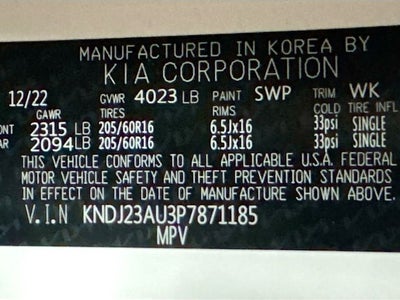 MANUFACTURED IN KOREA BY
KIA CORPORATION
12/22 GVWR 4023 LB PAINT SWP TRIM WK
GAWR TIRES RIMS COLD TIRE INFL
ONT 2315 LB 205/60R16 6.5Jx16 33psi SINGLE
AR 2094 LB 205/60R16 6.5Jx16 33psi SINGLE
THIS VEHICLE CONFORMS TO ALL APPLICABLE U.S.A. FEDERAL
MOTOR VEHICLE SAFETY AND THEFT PREVENTION STANDARDS
IN EFFECT ON THE DATE OF MANUFACTURE SHOWN ABOVE.
V.I.N KNDJ23AU3P7871185
MPV